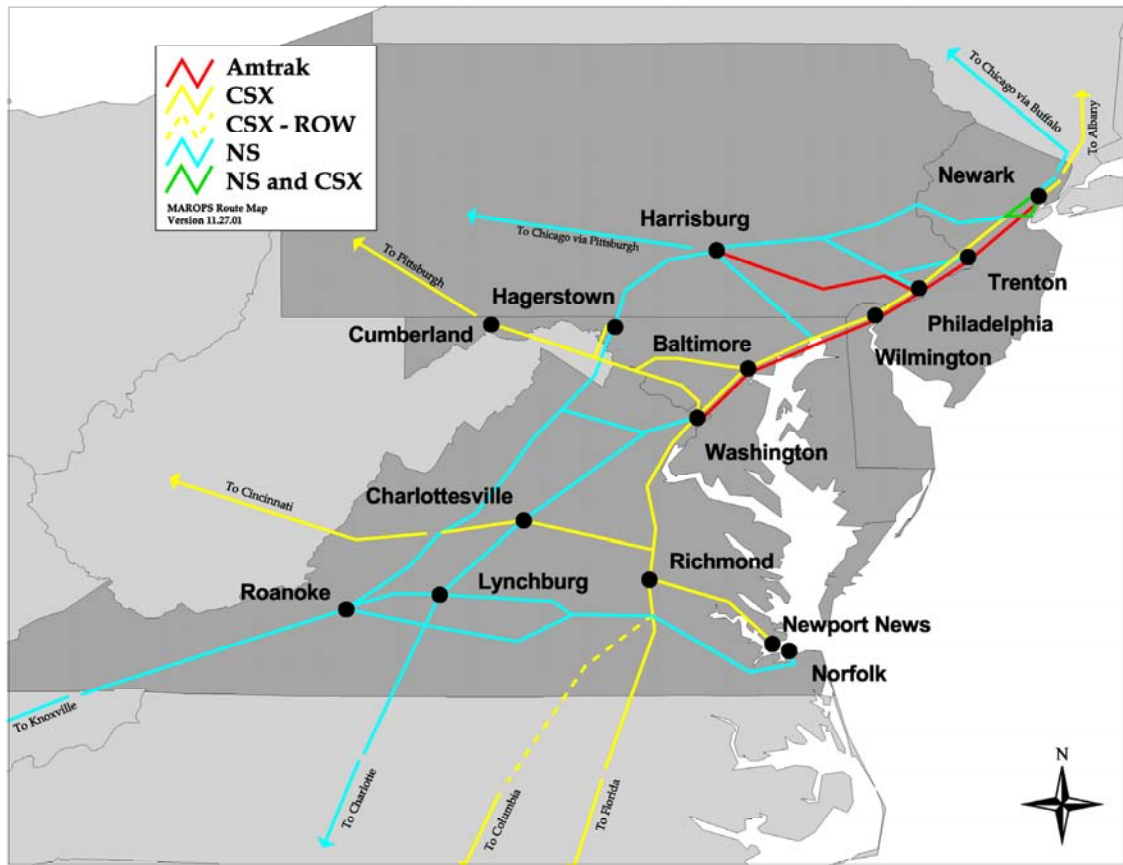 Amtrak
CSX
CSX - ROW
NS
NS and CSX
MAROPS Route Map
Version 11.27.01
To Chicago via Buffalo
To Albany
Newark
Harrisburg
To Chicago via Pittsburgh
To Pittsburgh
Trenton
Hagerstown
Philadelphia
Cumberland
Baltimore
Wilmington
Washington
To Cincinnati
Charlottesville
Richmond
Roanoke
Lynchburg
Newport News
Norfolk
To Knoxville
To Charlotte
To Columbia
To Florida
N